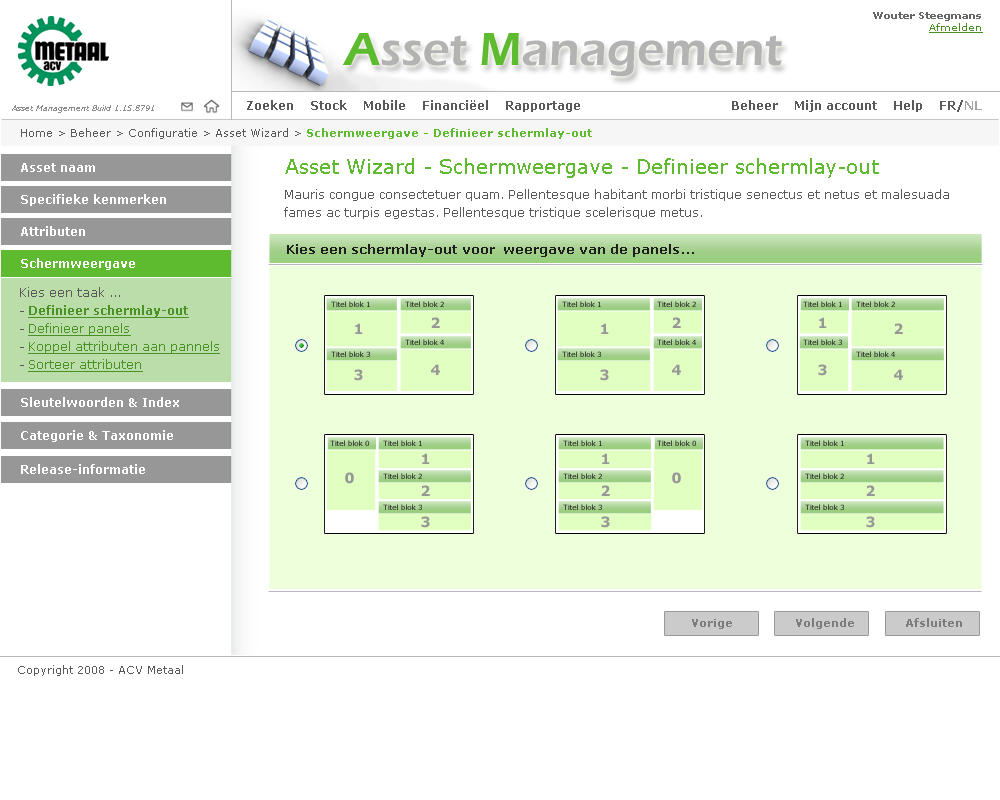 METAAL
acv
Asset Management
Wouter Steegmans
Afmelden
Asset Management Build 1.15.8791
Zoeken Stock Mobile Financiëel Rapportage Beheer Mijn account Help FR/NL
Home > Beheer > Configuratie > Asset Wizard > Schermweergave - Definieer schermlay-out
Asset naam
Specifieke kenmerken
Attributen
Schermweergave
Kies een taak ...
- Definieer schermlay-out
- Definieer panels
- Koppel attributen aan pannels
- Sorteer attributen
Sleutelwoorden & Index
Categorie & Taxonomie
Release-informatie
Asset Wizard - Schermweergave - Definieer schermlay-out
Mauris congue consectetuer quam. Pellentesque habitant morbi tristique senectus et netus et malesuada
fames ac turpis egestas. Pellentesque tristique scelerisque metus.
Kies een schermlay-out voor weergave van de panels...
Titel blok 1 Titel blok 2
1 2
Titel blok 3 Titel blok 4
3 4
Titel blok 1 Titel blok 2
1 2
Titel blok 3 Titel blok 4
3 4
Titel blok 1 Titel blok 2
1 2
Titel blok 3 Titel blok 4
3 4
Titel blok 0 Titel blok 1
0 1
Titel blok 2
2
Titel blok 3
3
Titel blok 1 Titel blok 0
1 0
Titel blok 2
2
Titel blok 3
3
Titel blok 1
1
Titel blok 2
2
Titel blok 3
3
Vorige Volgende Afsluiten
Copyright 2008 - ACV Metaal